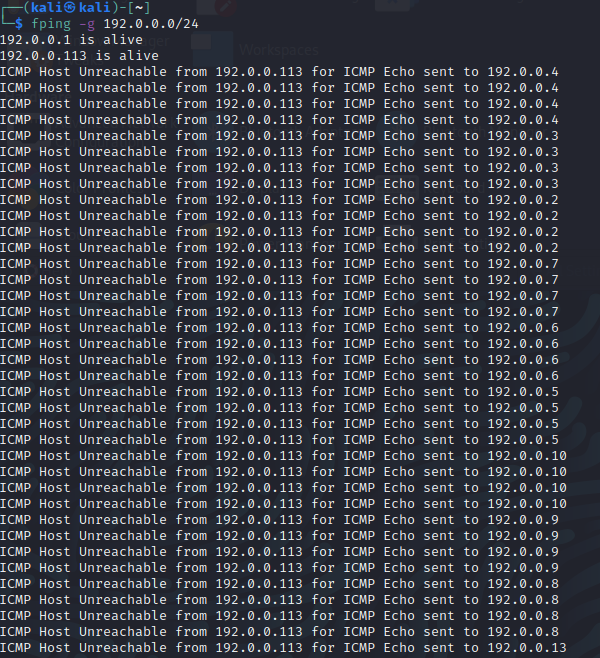 ┌──(kali㉿kali)-[~]
└─$ fping -g 192.0.0.0/24
192.0.0.1 is alive
192.0.0.113 is alive
ICMP Host Unreachable from 192.0.0.113 for ICMP Echo sent to 192.0.0.4
ICMP Host Unreachable from 192.0.0.113 for ICMP Echo sent to 192.0.0.4
ICMP Host Unreachable from 192.0.0.113 for ICMP Echo sent to 192.0.0.4
ICMP Host Unreachable from 192.0.0.113 for ICMP Echo sent to 192.0.0.4
ICMP Host Unreachable from 192.0.0.113 for ICMP Echo sent to 192.0.0.3
ICMP Host Unreachable from 192.0.0.113 for ICMP Echo sent to 192.0.0.3
ICMP Host Unreachable from 192.0.0.113 for ICMP Echo sent to 192.0.0.3
ICMP Host Unreachable from 192.0.0.113 for ICMP Echo sent to 192.0.0.3
ICMP Host Unreachable from 192.0.0.113 for ICMP Echo sent to 192.0.0.2
ICMP Host Unreachable from 192.0.0.113 for ICMP Echo sent to 192.0.0.2
ICMP Host Unreachable from 192.0.0.113 for ICMP Echo sent to 192.0.0.2
ICMP Host Unreachable from 192.0.0.113 for ICMP Echo sent to 192.0.0.2
ICMP Host Unreachable from 192.0.0.113 for ICMP Echo sent to 192.0.0.7
ICMP Host Unreachable from 192.0.0.113 for ICMP Echo sent to 192.0.0.7
ICMP Host Unreachable from 192.0.0.113 for ICMP Echo sent to 192.0.0.7
ICMP Host Unreachable from 192.0.0.113 for ICMP Echo sent to 192.0.0.7
ICMP Host Unreachable from 192.0.0.113 for ICMP Echo sent to 192.0.0.6
ICMP Host Unreachable from 192.0.0.113 for ICMP Echo sent to 192.0.0.6
ICMP Host Unreachable from 192.0.0.113 for ICMP Echo sent to 192.0.0.6
ICMP Host Unreachable from 192.0.0.113 for ICMP Echo sent to 192.0.0.6
ICMP Host Unreachable from 192.0.0.113 for ICMP Echo sent to 192.0.0.5
ICMP Host Unreachable from 192.0.0.113 for ICMP Echo sent to 192.0.0.5
ICMP Host Unreachable from 192.0.0.113 for ICMP Echo sent to 192.0.0.5
ICMP Host Unreachable from 192.0.0.113 for ICMP Echo sent to 192.0.0.5
ICMP Host Unreachable from 192.0.0.113 for ICMP Echo sent to 192.0.0.10
ICMP Host Unreachable from 192.0.0.113 for ICMP Echo sent to 192.0.0.10
ICMP Host Unreachable from 192.0.0.113 for ICMP Echo sent to 192.0.0.10
ICMP Host Unreachable from 192.0.0.113 for ICMP Echo sent to 192.0.0.10
ICMP Host Unreachable from 192.0.0.113 for ICMP Echo sent to 192.0.0.9
ICMP Host Unreachable from 192.0.0.113 for ICMP Echo sent to 192.0.0.9
ICMP Host Unreachable from 192.0.0.113 for ICMP Echo sent to 192.0.0.9
ICMP Host Unreachable from 192.0.0.113 for ICMP Echo sent to 192.0.0.9
ICMP Host Unreachable from 192.0.0.113 for ICMP Echo sent to 192.0.0.8
ICMP Host Unreachable from 192.0.0.113 for ICMP Echo sent to 192.0.0.8
ICMP Host Unreachable from 192.0.0.113 for ICMP Echo sent to 192.0.0.8
ICMP Host Unreachable from 192.0.0.113 for ICMP Echo sent to 192.0.0.8
ICMP Host Unreachable from 192.0.0.113 for ICMP Echo sent to 192.0.0.13
Workspaces